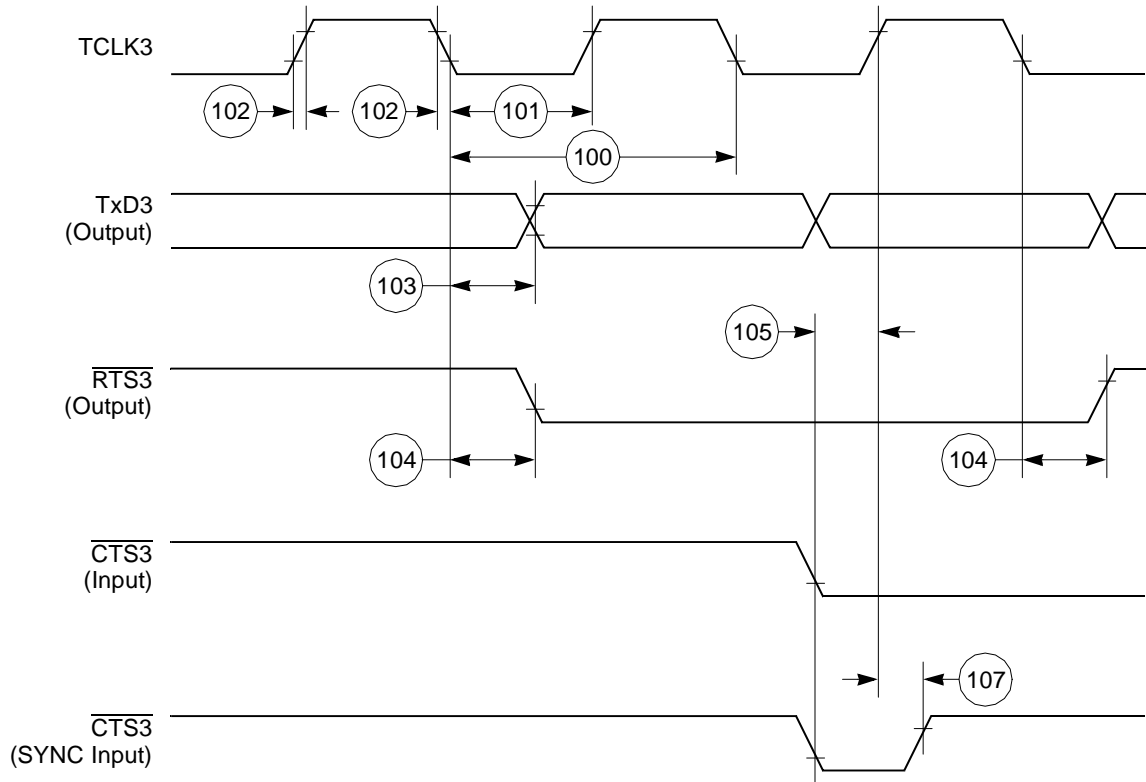 TCLK3
102
102
101
100
TxD3
(Output)
103
105
RTS3
(Output)
104
104
CTS3
(Input)
107
CTS3
(SYNC Input)